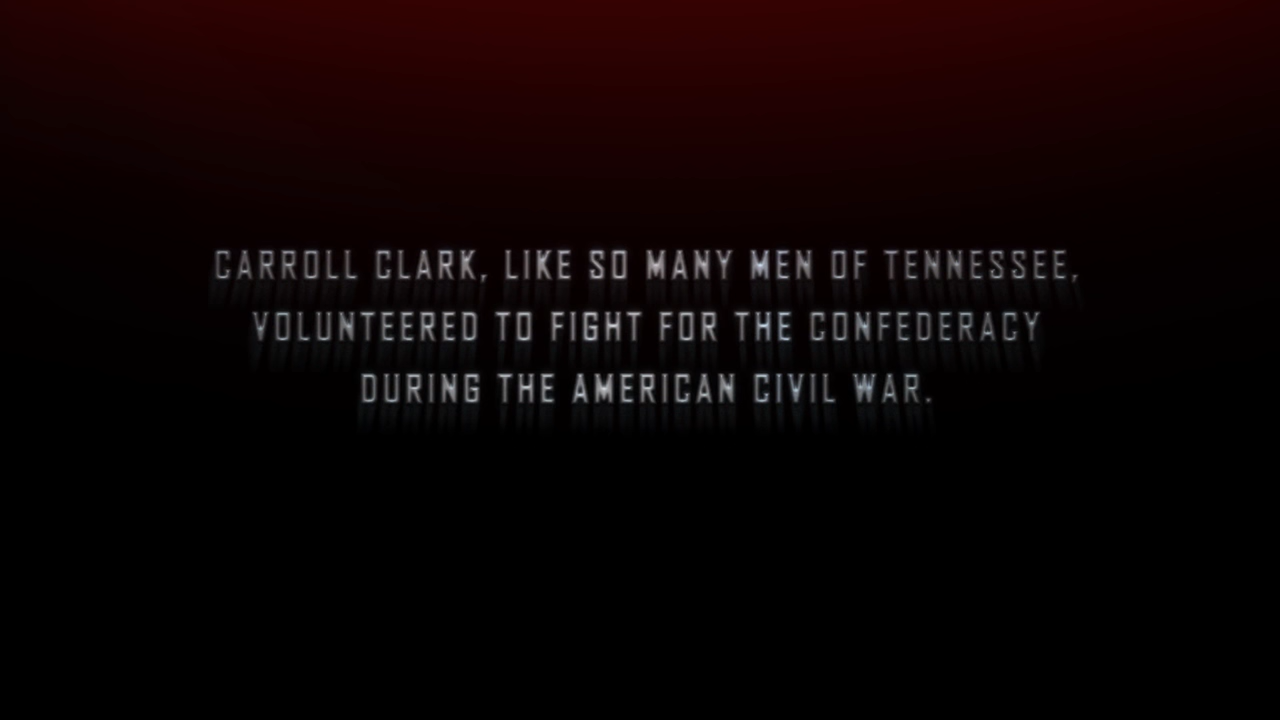 CARROLL CLARK, LIKE SO MANY MEN OF TENNESSEE,
VOLUNTEERED TO FIGHT FOR THE CONFEDERACY
DURING THE AMERICAN CIVIL WAR.